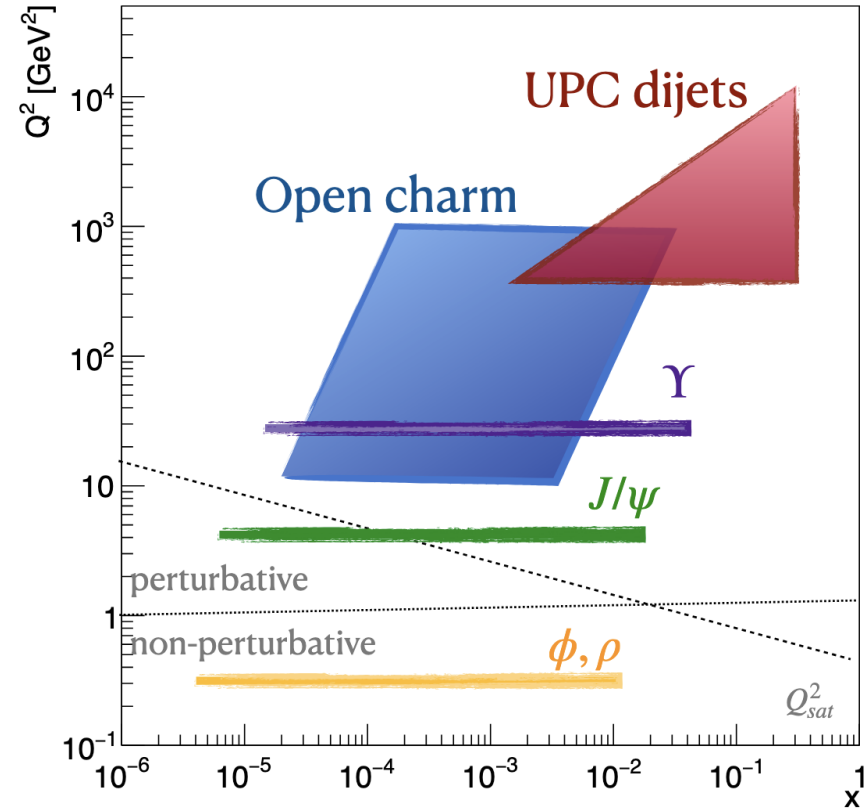 Q² [GeV²]
10⁴
10³
10²
10
1
10⁻¹
UPC dijets
Open charm
ϒ
J/ψ
perturbative
non-perturbative
ϕ, ρ
Q²sat
10⁻⁶ 10⁻⁵ 10⁻⁴ 10⁻³ 10⁻² 10⁻¹ 1
x